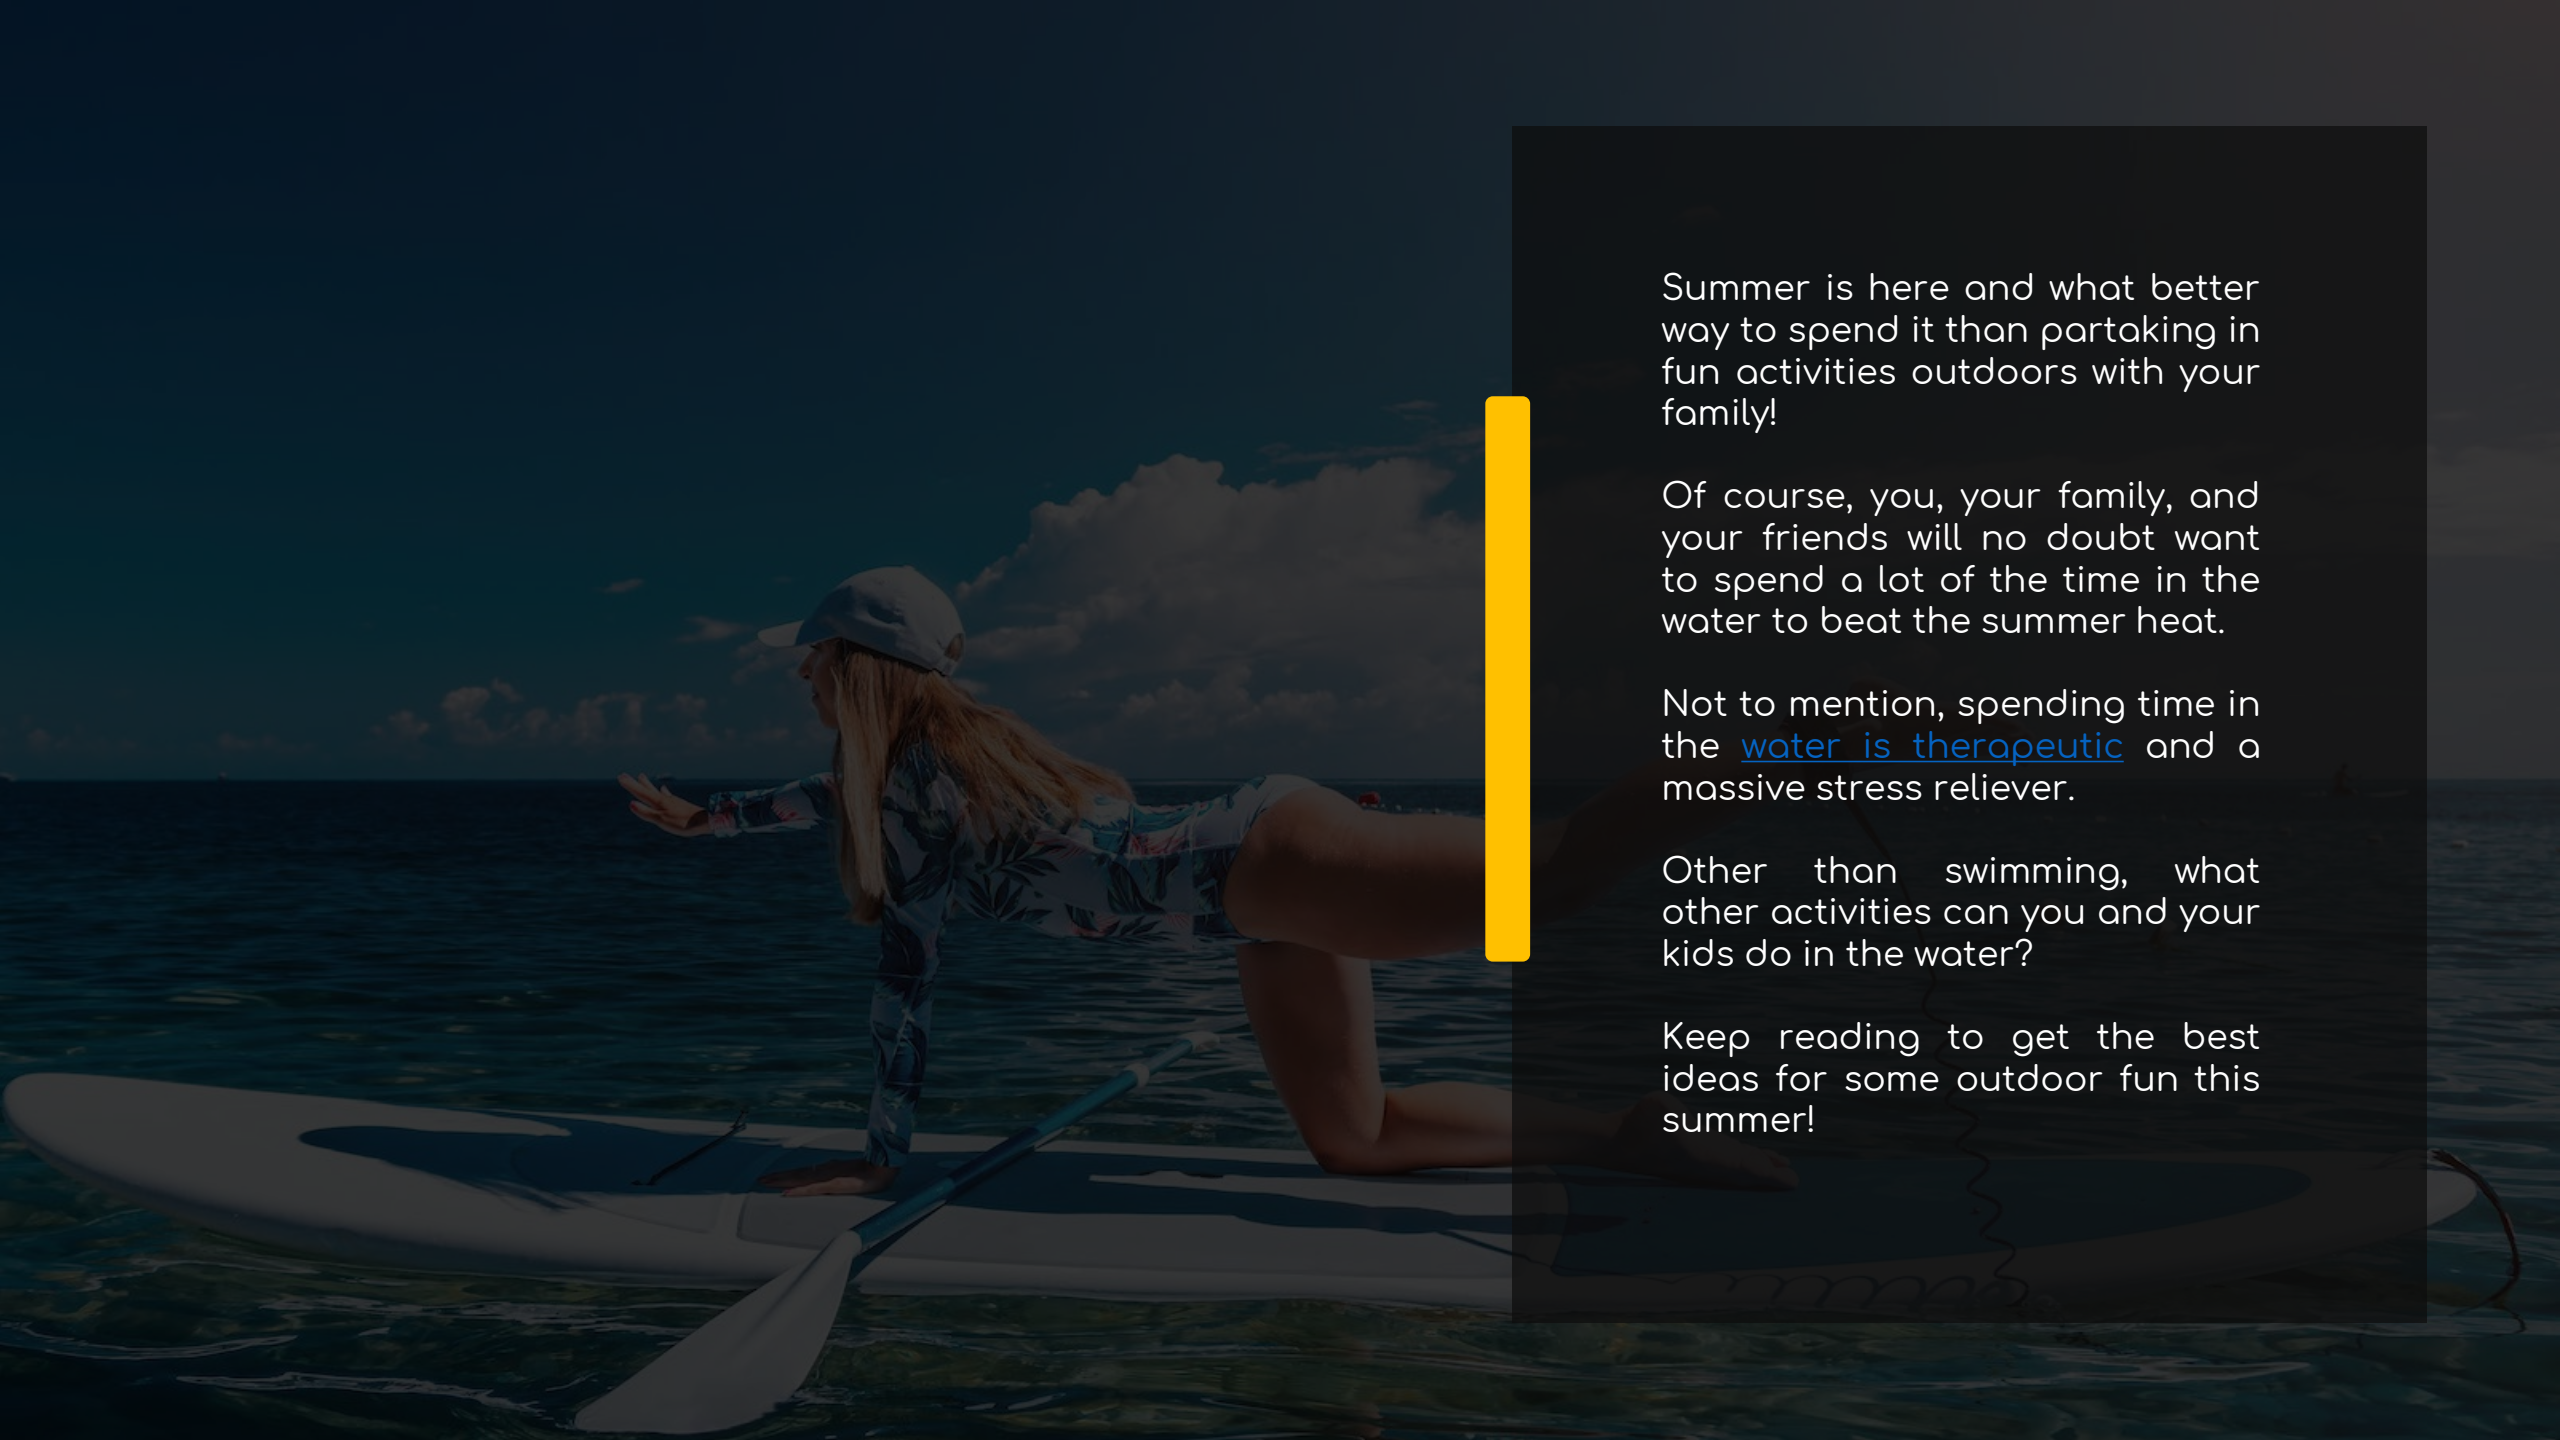 Summer is here and what better
way to spend it than partaking in
fun activities outdoors with your
family!
Of course, you, your family, and
your friends will no doubt want
to spend a lot of the time in the
water to beat the summer heat.
Not to mention, spending time in
the water is therapeutic and a
massive stress reliever.
Other than swimming, what
other activities can you and your
kids do in the water?
Keep reading to get the best
ideas for some outdoor fun this
summer!